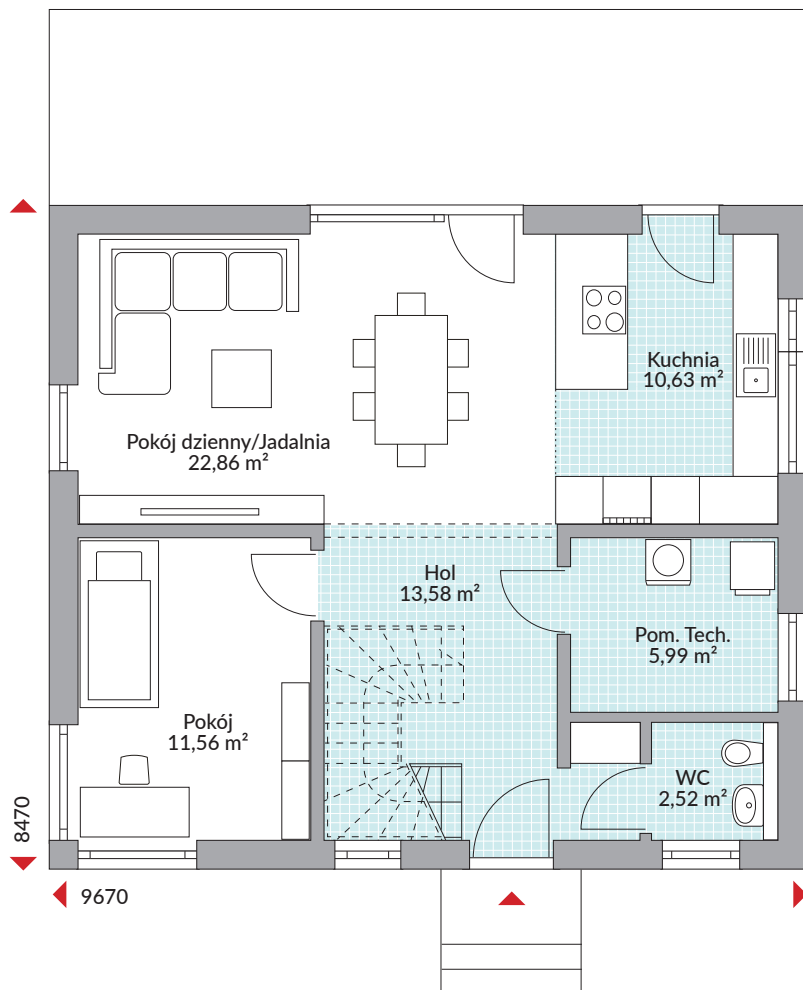 Kuchnia
10,63 m²
Pokój dzienny/Jadalnia
22,86 m²
Hol
13,58 m²
Pom. Tech.
5,99 m²
Pokój
11,56 m²
WC
2,52 m²
8470
9670